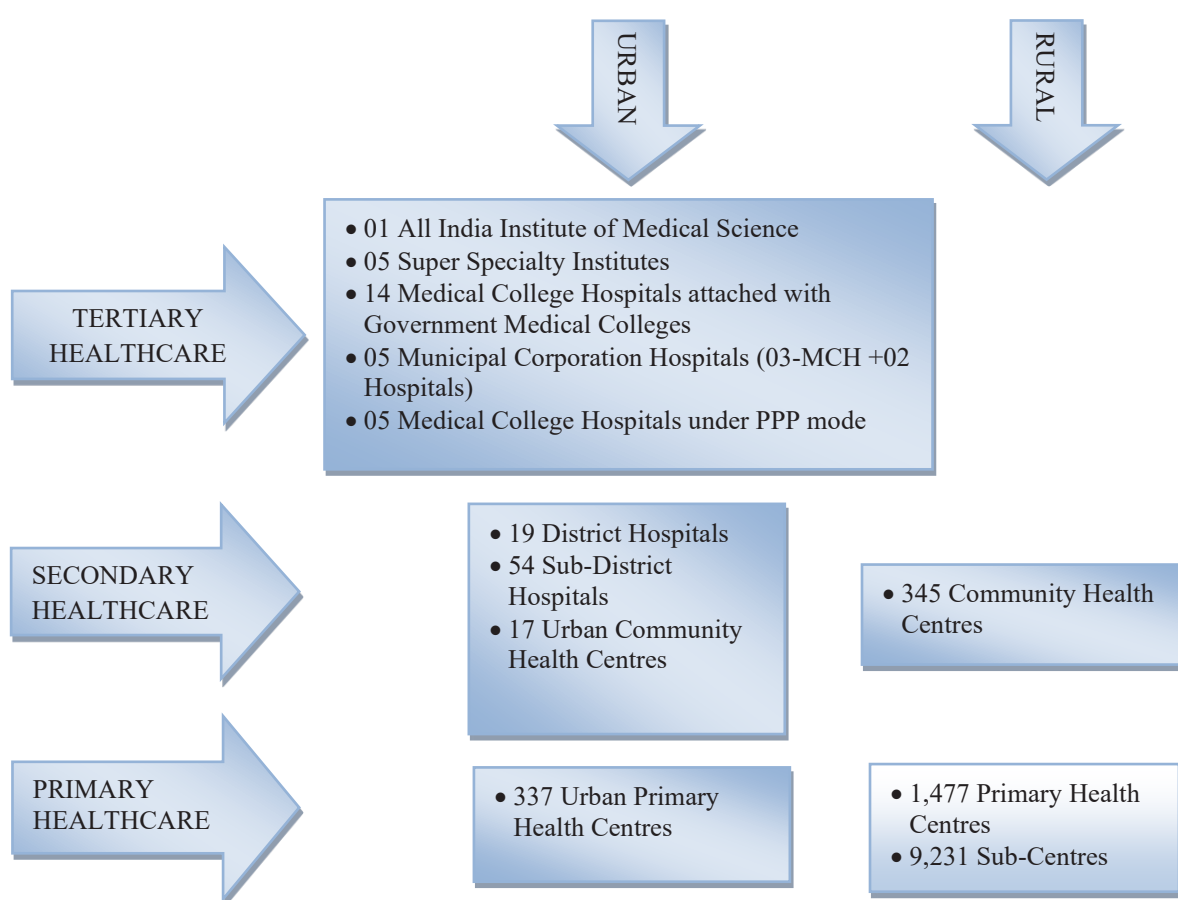 URBAN
RURAL
• 01 All India Institute of Medical Science
• 05 Super Specialty Institutes
• 14 Medical College Hospitals attached with
Government Medical Colleges
• 05 Municipal Corporation Hospitals (03-MCH +02
Hospitals)
• 05 Medical College Hospitals under PPP mode
TERTIARY
HEALTHCARE
• 19 District Hospitals
• 54 Sub-District
Hospitals
• 17 Urban Community
Health Centres
SECONDARY
HEALTHCARE
• 345 Community Health
Centres
PRIMARY
HEALTHCARE
• 337 Urban Primary
Health Centres
• 1,477 Primary Health
Centres
• 9,231 Sub-Centres